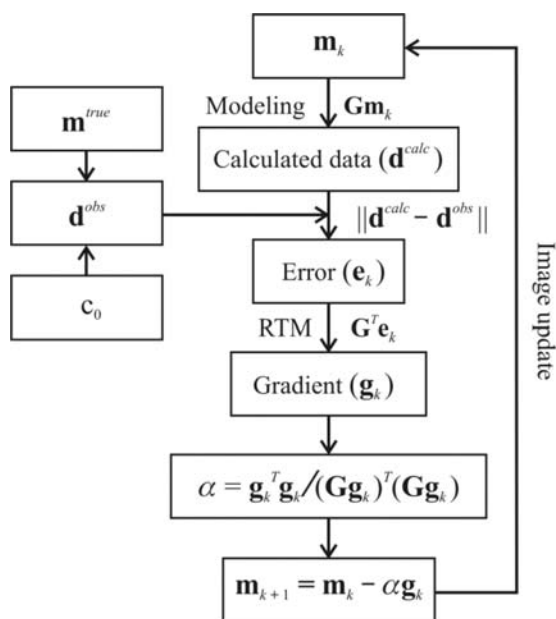 m_k
Modeling Gm_k
m^true
Calculated data (d^calc)
d^obs
||d^calc − d^obs||
Error (e_k)
c_0
RTM G^T e_k
Gradient (g_k)
α = g_k^T g_k/(Gg_k)^T(Gg_k)
m_{k+1} = m_k − αg_k
Image update